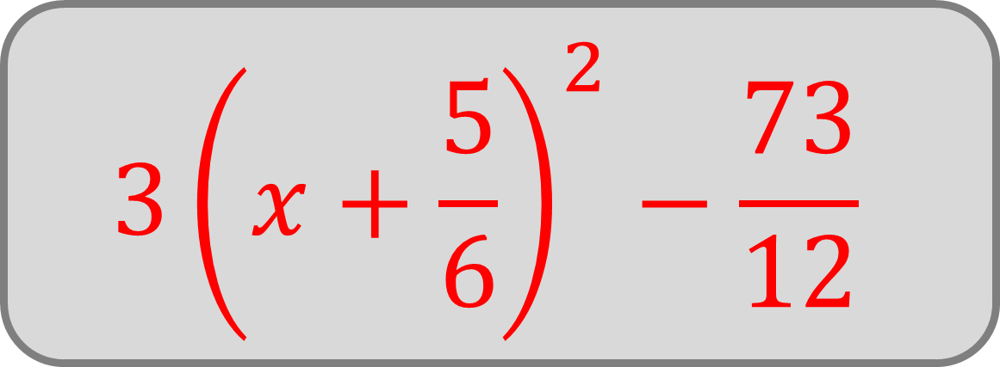 3(x + 5/6)² − 73/12